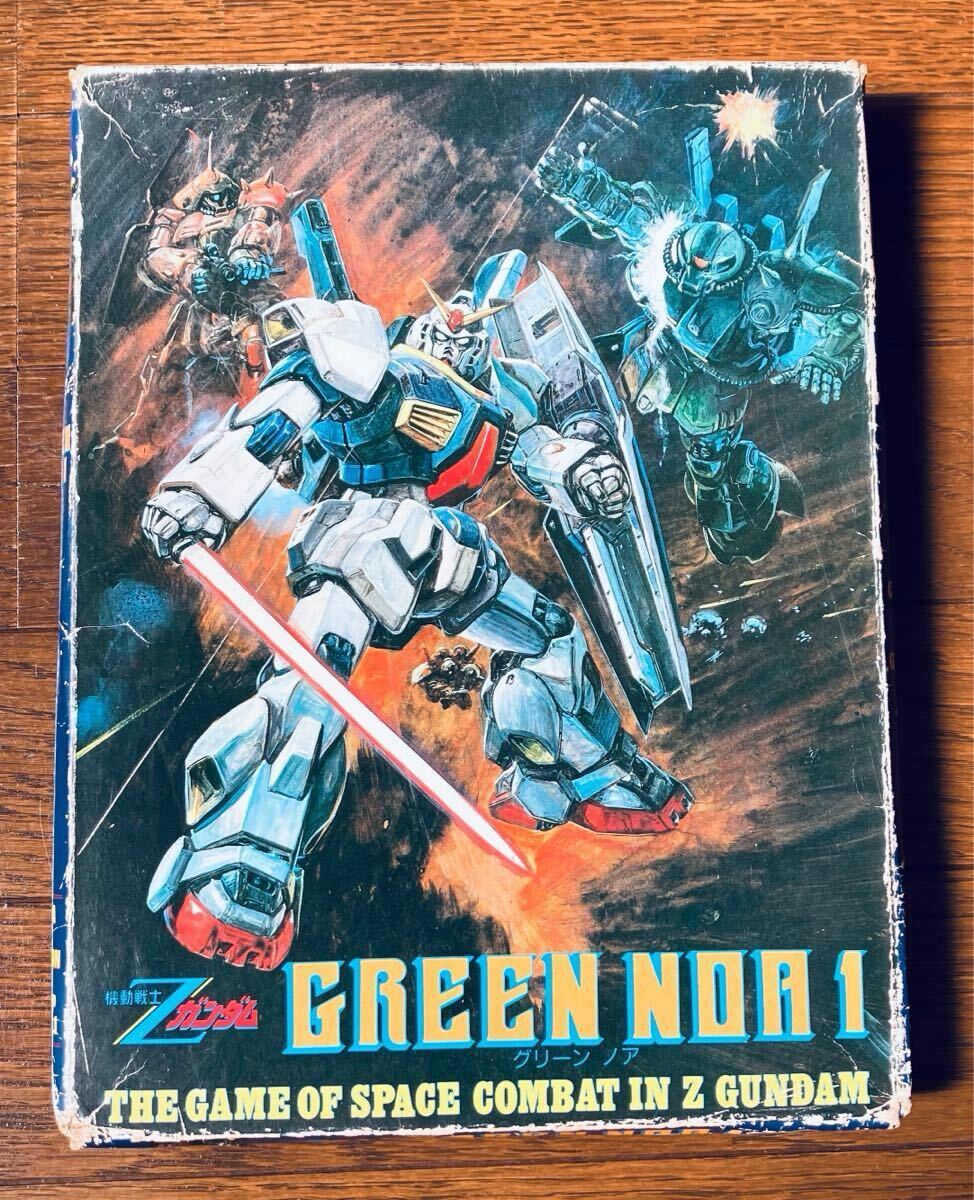 機動戦士
Zガンダム
GREEN NOA 1
グリーン ノア
THE GAME OF SPACE COMBAT IN Z GUNDAM